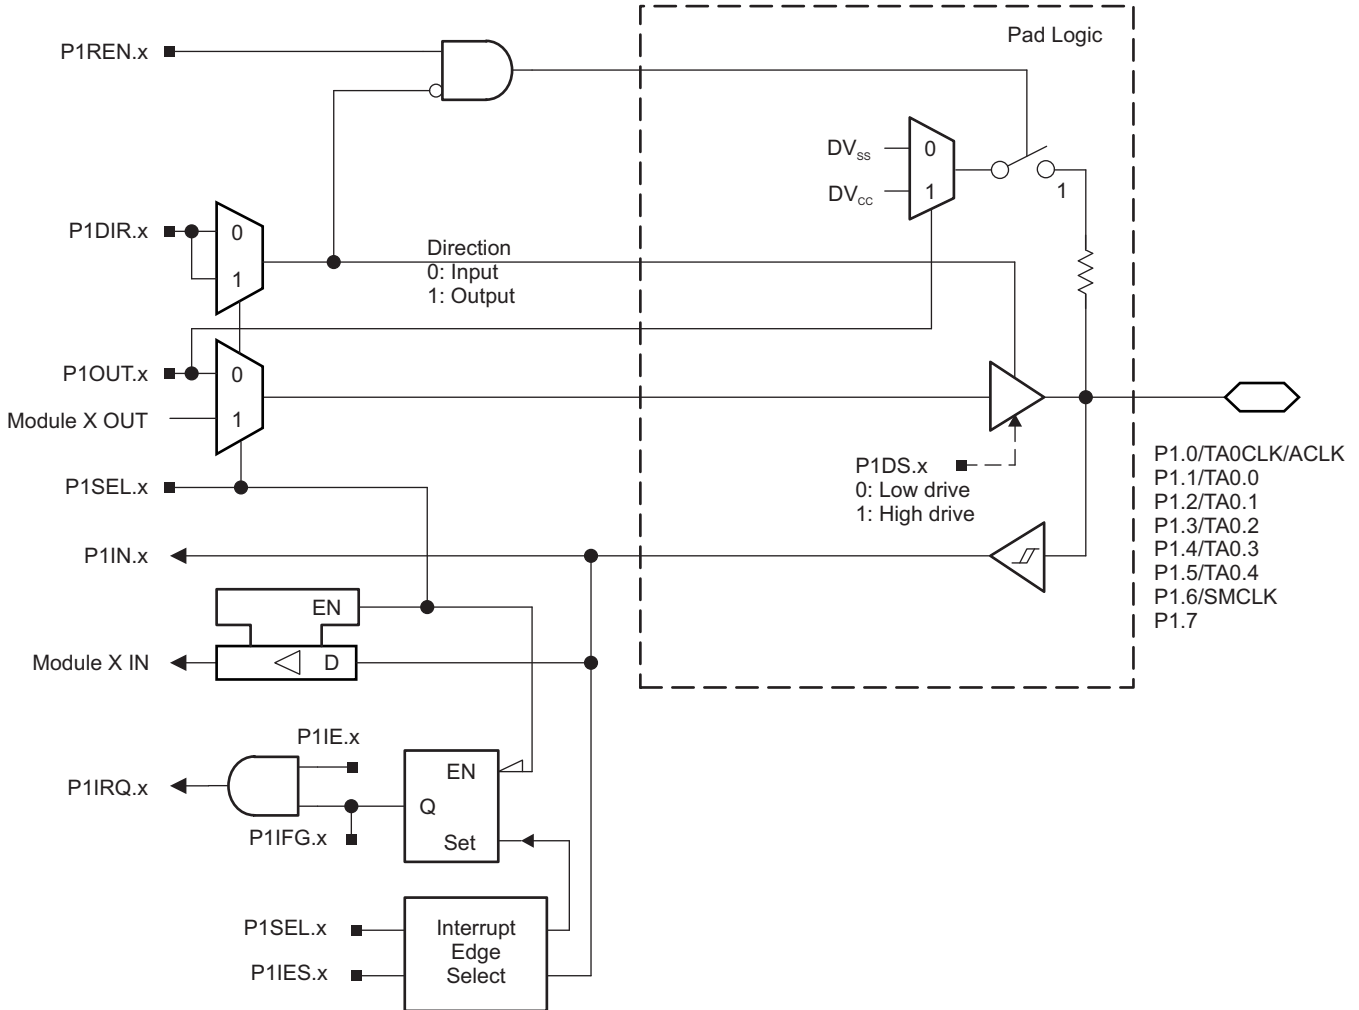 Pad Logic
P1REN.x
DVSS
0
DVCC
1
1
P1DIR.x
0
1
Direction
0: Input
1: Output
P1OUT.x
0
Module X OUT
1
P1SEL.x
P1DS.x
0: Low drive
1: High drive
P1.0/TA0CLK/ACLK
P1.1/TA0.0
P1.2/TA0.1
P1.3/TA0.2
P1.4/TA0.3
P1.5/TA0.4
P1.6/SMCLK
P1.7
P1IN.x
EN
Module X IN
D
P1IE.x
P1IRQ.x
EN
Q
P1IFG.x
Set
P1SEL.x
P1IES.x
Interrupt
Edge
Select